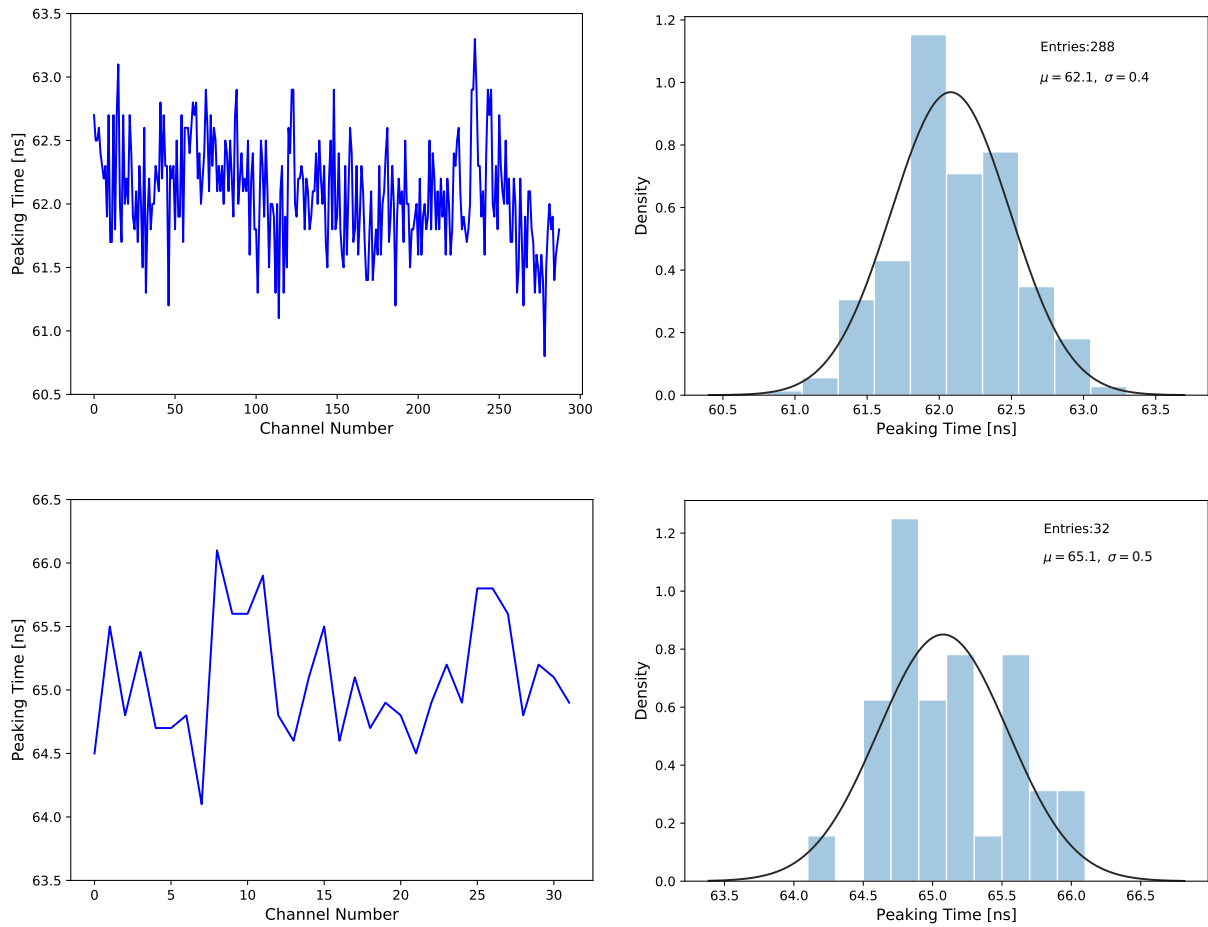 63.5
63.0
62.5
62.0
61.5
61.0
60.5
Peaking Time [ns]
0 50 100 150 200 250 300
Channel Number
1.2
1.0
0.8
0.6
0.4
0.2
0.0
Density
Entries:288
μ = 62.1, σ = 0.4
60.5 61.0 61.5 62.0 62.5 63.0 63.5
Peaking Time [ns]
66.5
66.0
65.5
65.0
64.5
64.0
63.5
Peaking Time [ns]
0 5 10 15 20 25 30
Channel Number
1.2
1.0
0.8
0.6
0.4
0.2
0.0
Density
Entries:32
μ = 65.1, σ = 0.5
63.5 64.0 64.5 65.0 65.5 66.0 66.5
Peaking Time [ns]